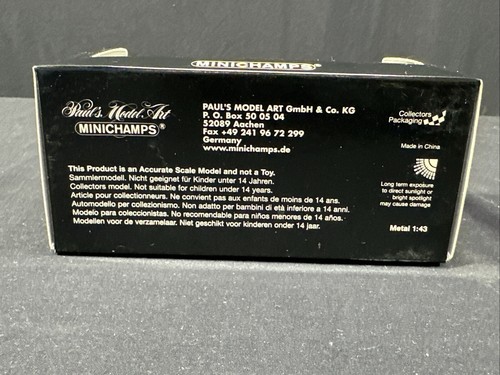 MINICHAMPS®
Paul's Model Art
MINICHAMPS®
PAUL'S MODEL ART GmbH & Co. KG
P. O. Box 50 05 04
52089 Aachen
Fax +49 241 96 72 299
Germany
www.minichamps.de
Collectors
Packaging
Made in China
Long term exposure
to direct sunlight or
bright spotlight
may cause damage
Metal 1:43
This Product is an Accurate Scale Model and not a Toy.
Sammlermodell. Nicht geeignet für Kinder unter 14 Jahren.
Collectors model. Not suitable for children under 14 years.
Article pour collectionneurs. Ne convient pas aux enfants de moins de 14 ans.
Automodello per collezionismo. Non adatto per bambini di età inferiore a 14 anni.
Modelo para coleccionistas. No recomendable para niños menores de 14 años.
Modellen voor de verzamelaar. Niet geschikt voor kinderen onder 14 jaar.